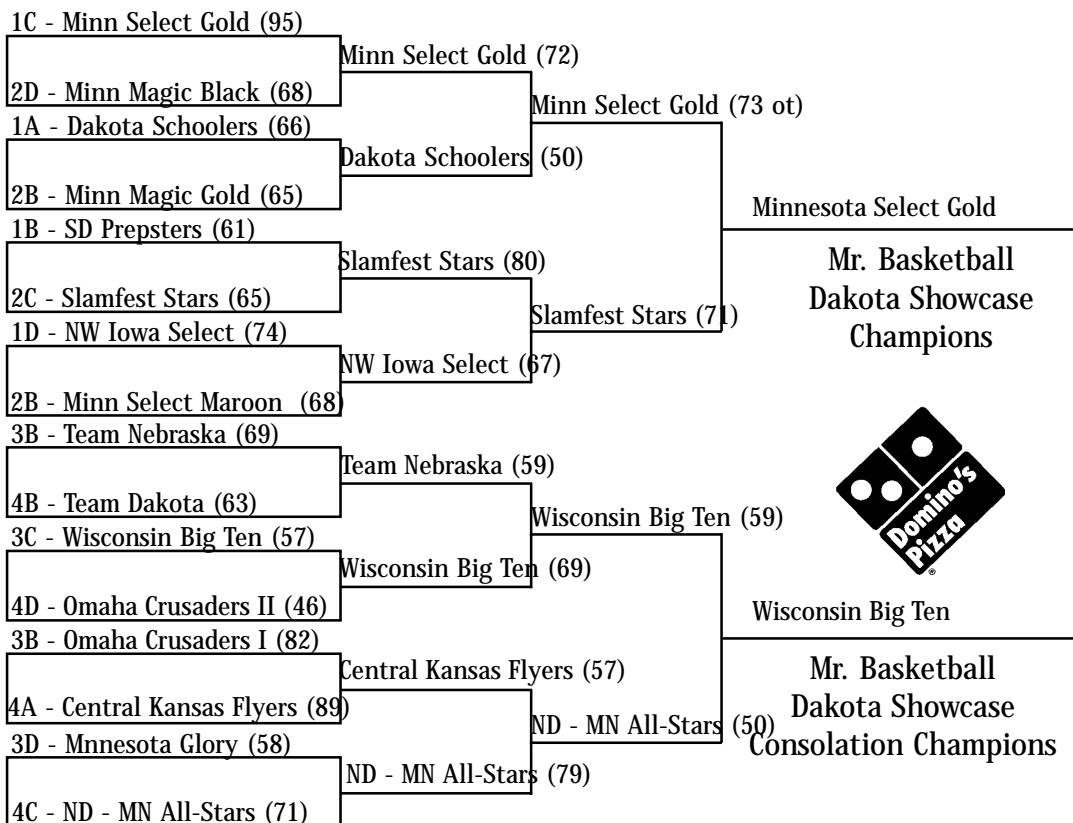 1C - Minn Select Gold (95)
2D - Minn Magic Black (68)
1A - Dakota Schoolers (66)
2B - Minn Magic Gold (65)
1B - SD Prepsters (61)
2C - Slamfest Stars (65)
1D - NW Iowa Select (74)
2B - Minn Select Maroon (68)
3B - Team Nebraska (69)
4B - Team Dakota (63)
3C - Wisconsin Big Ten (57)
4D - Omaha Crusaders II (46)
3B - Omaha Crusaders I (82)
4A - Central Kansas Flyers (89)
3D - Mnnesota Glory (58)
4C - ND - MN All-Stars (71)
Minn Select Gold (72)
Dakota Schoolers (50)
Slamfest Stars (80)
NW Iowa Select (67)
Team Nebraska (59)
Wisconsin Big Ten (69)
Central Kansas Flyers (57)
ND - MN All-Stars (79)
Minn Select Gold (73 ot)
Slamfest Stars (71)
Wisconsin Big Ten (59)
ND - MN All-Stars (50)
Minnesota Select Gold
Mr. Basketball
Dakota Showcase
Champions
Domino's
Pizza
®
Wisconsin Big Ten
Mr. Basketball
Dakota Showcase
Consolation Champions